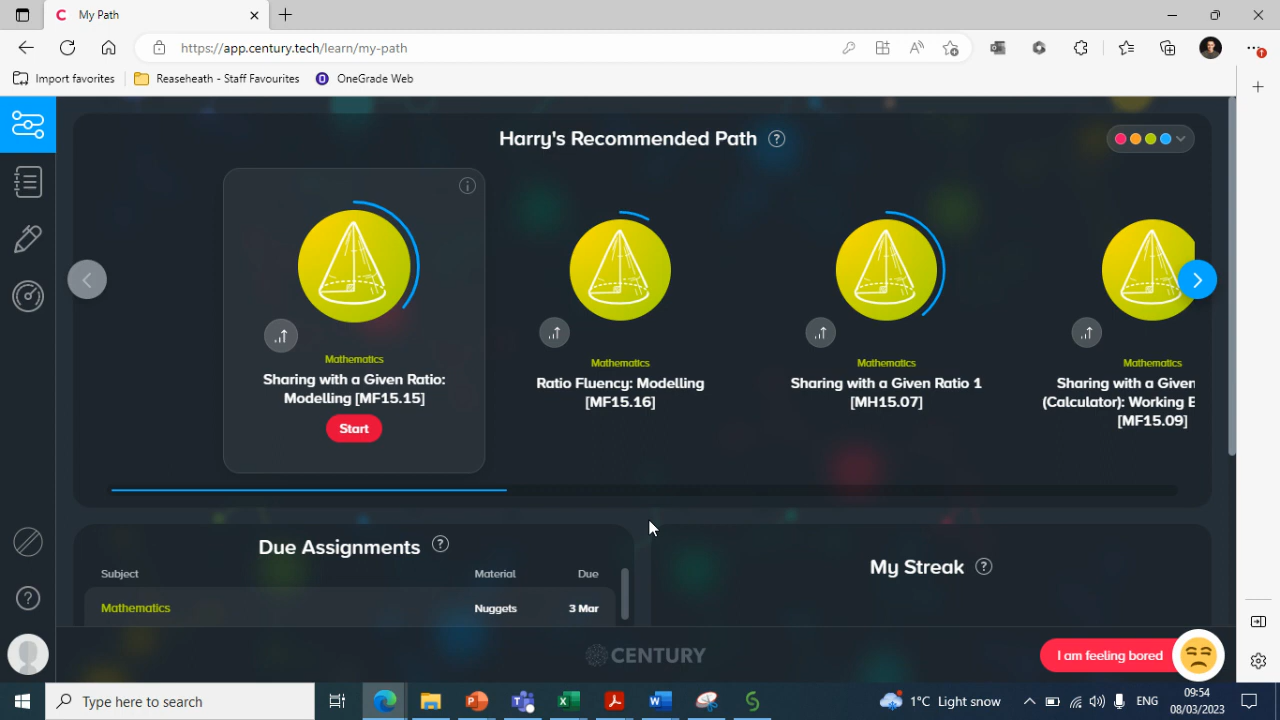 My Path
https://app.century.tech/learn/my-path
Import favorites
Reaseheath - Staff Favourites
OneGrade Web
Harry's Recommended Path
Mathematics
Sharing with a Given Ratio:
Modelling [MF15.15]
Start
Mathematics
Ratio Fluency: Modelling
[MF15.16]
Mathematics
Sharing with a Given Ratio 1
[MH15.07]
Mathematics
Sharing with a Given
(Calculator): Working
[MF15.09]
Due Assignments
Subject
Material
Due
Mathematics
Nuggets
3 Mar
My Streak
CENTURY
I am feeling bored
Type here to search
1°C Light snow
ENG
09:54
08/03/2023